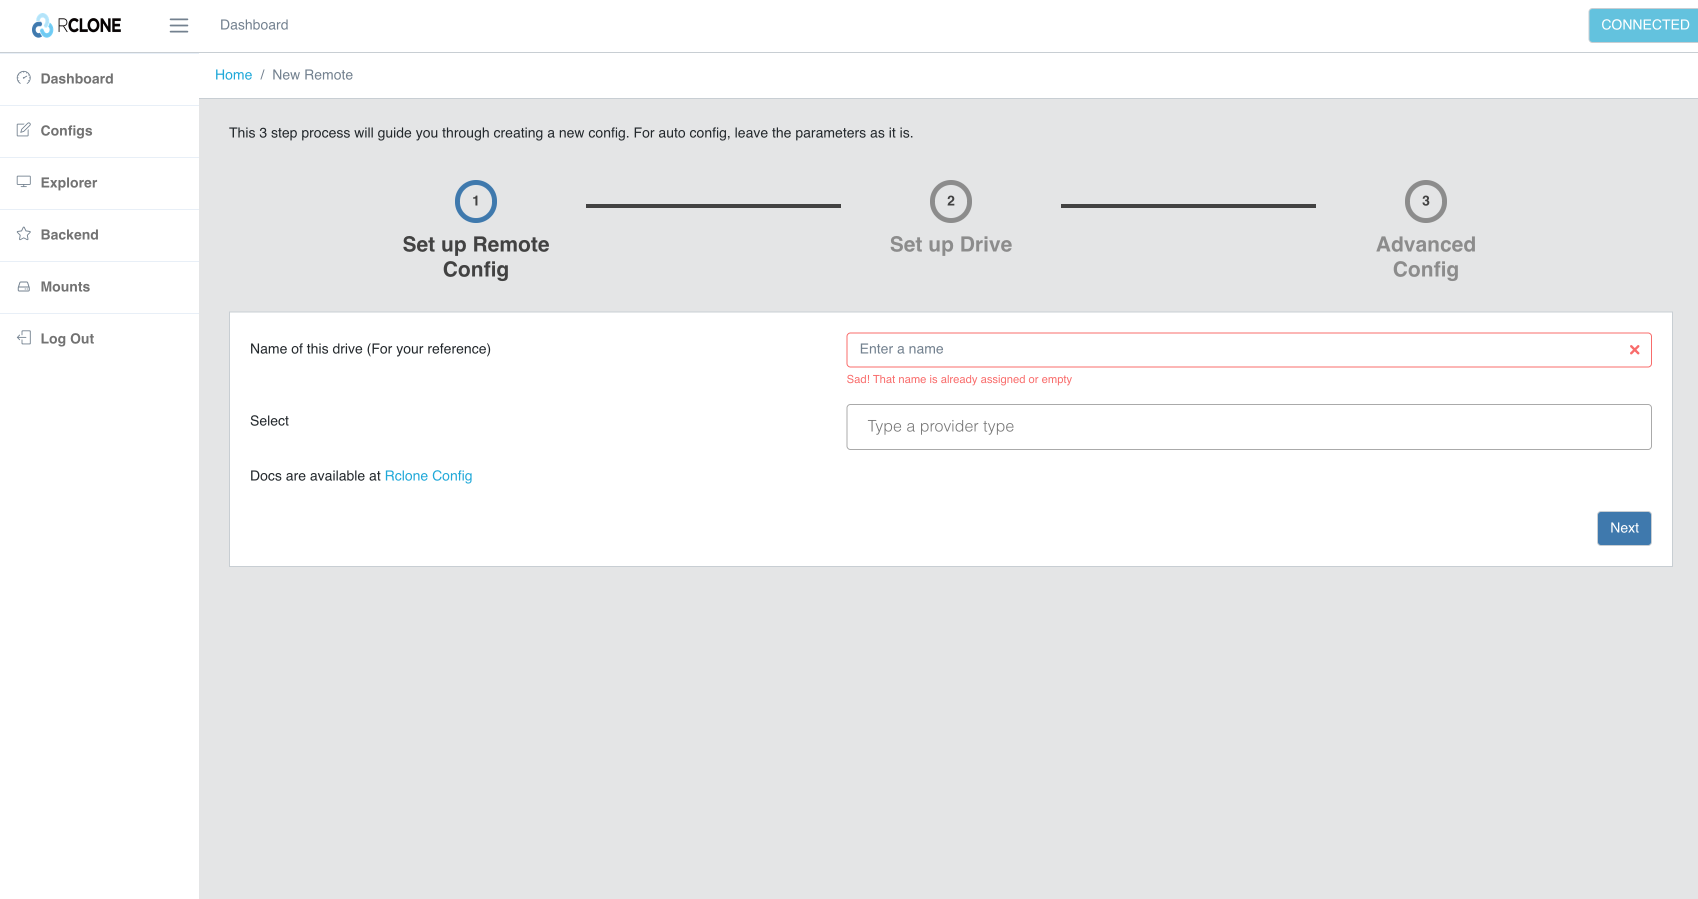 RCLONE
Dashboard
CONNECTED
Dashboard
Configs
Explorer
Backend
Mounts
Log Out
Home / New Remote
This 3 step process will guide you through creating a new config. For auto config, leave the parameters as it is.
1
Set up Remote
Config
2
Set up Drive
3
Advanced
Config
Name of this drive (For your reference)
Enter a name
Sad! That name is already assigned or empty
Select
Type a provider type
Docs are available at Rclone Config
Next